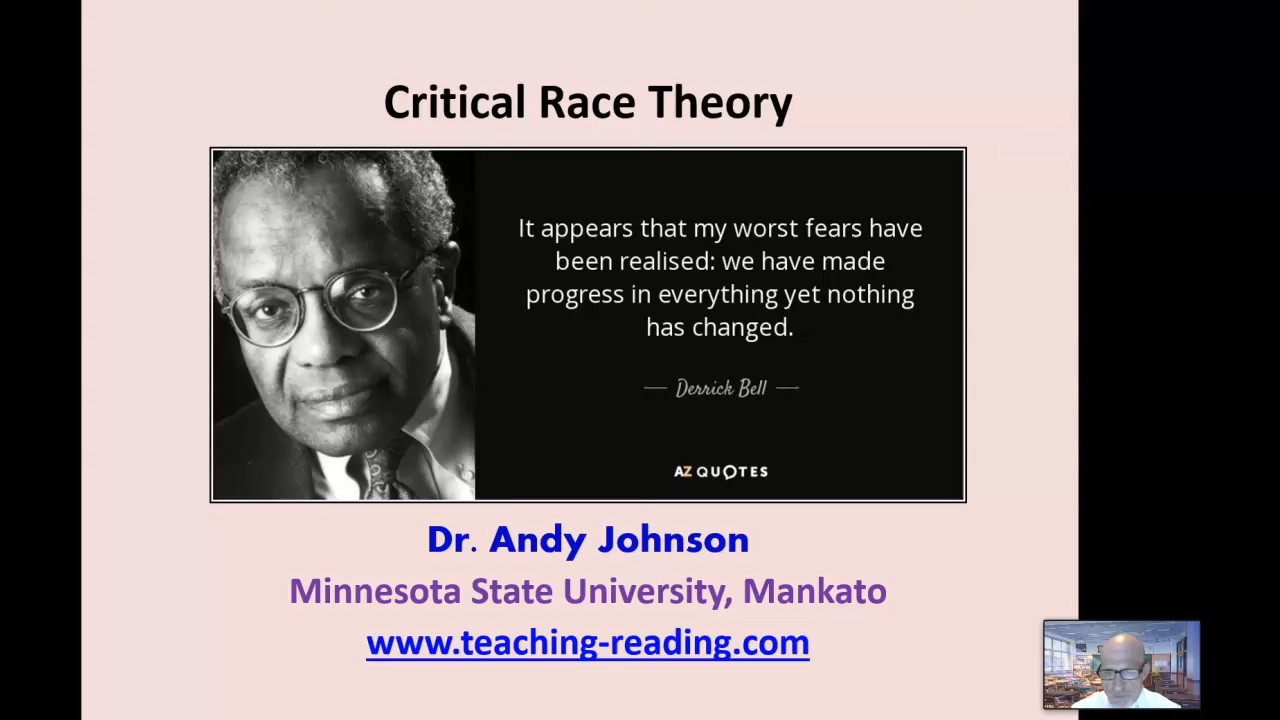 Critical Race Theory
It appears that my worst fears have
been realised: we have made
progress in everything yet nothing
has changed.
Derrick Bell
AZ QUOTES
Dr. Andy Johnson
Minnesota State University, Mankato
www.teaching-reading.com